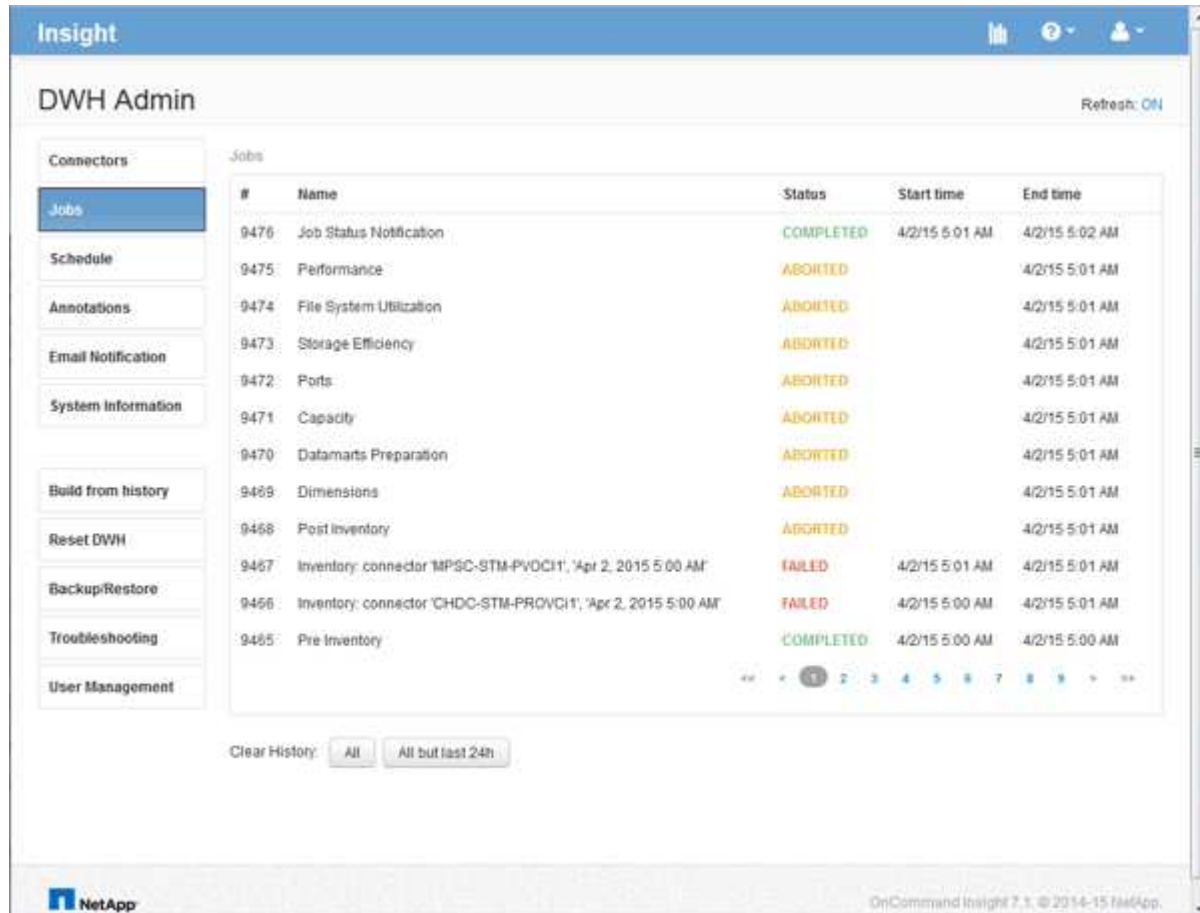 Insight
DWH Admin
Refresh: ON
Connectors
Jobs
Schedule
Annotations
Email Notification
System Information
Build from history
Reset DWH
Backup/Restore
Troubleshooting
User Management
Jobs
# Name Status Start time End time
9476 Job Status Notification COMPLETED 4/2/15 5:01 AM 4/2/15 5:02 AM
9475 Performance ABORTED 4/2/15 5:01 AM
9474 File System Utilization ABORTED 4/2/15 5:01 AM
9473 Storage Efficiency ABORTED 4/2/15 5:01 AM
9472 Ports ABORTED 4/2/15 5:01 AM
9471 Capacity ABORTED 4/2/15 5:01 AM
9470 Datamarts Preparation ABORTED 4/2/15 5:01 AM
9469 Dimensions ABORTED 4/2/15 5:01 AM
9468 Post Inventory ABORTED 4/2/15 5:01 AM
9467 Inventory: connector 'MPSC-STM-PVOCI1', 'Apr 2, 2015 5:00 AM' FAILED 4/2/15 5:01 AM 4/2/15 5:01 AM
9466 Inventory: connector 'CHDC-STM-PROVCi1', 'Apr 2, 2015 5:00 AM' FAILED 4/2/15 5:00 AM 4/2/15 5:01 AM
9465 Pre Inventory COMPLETED 4/2/15 5:00 AM 4/2/15 5:00 AM
<< < 1 2 3 4 5 6 7 8 9 > >>
Clear History: All All but last 24h
NetApp
OnCommand Insight 7.1, © 2014-15 NetApp.